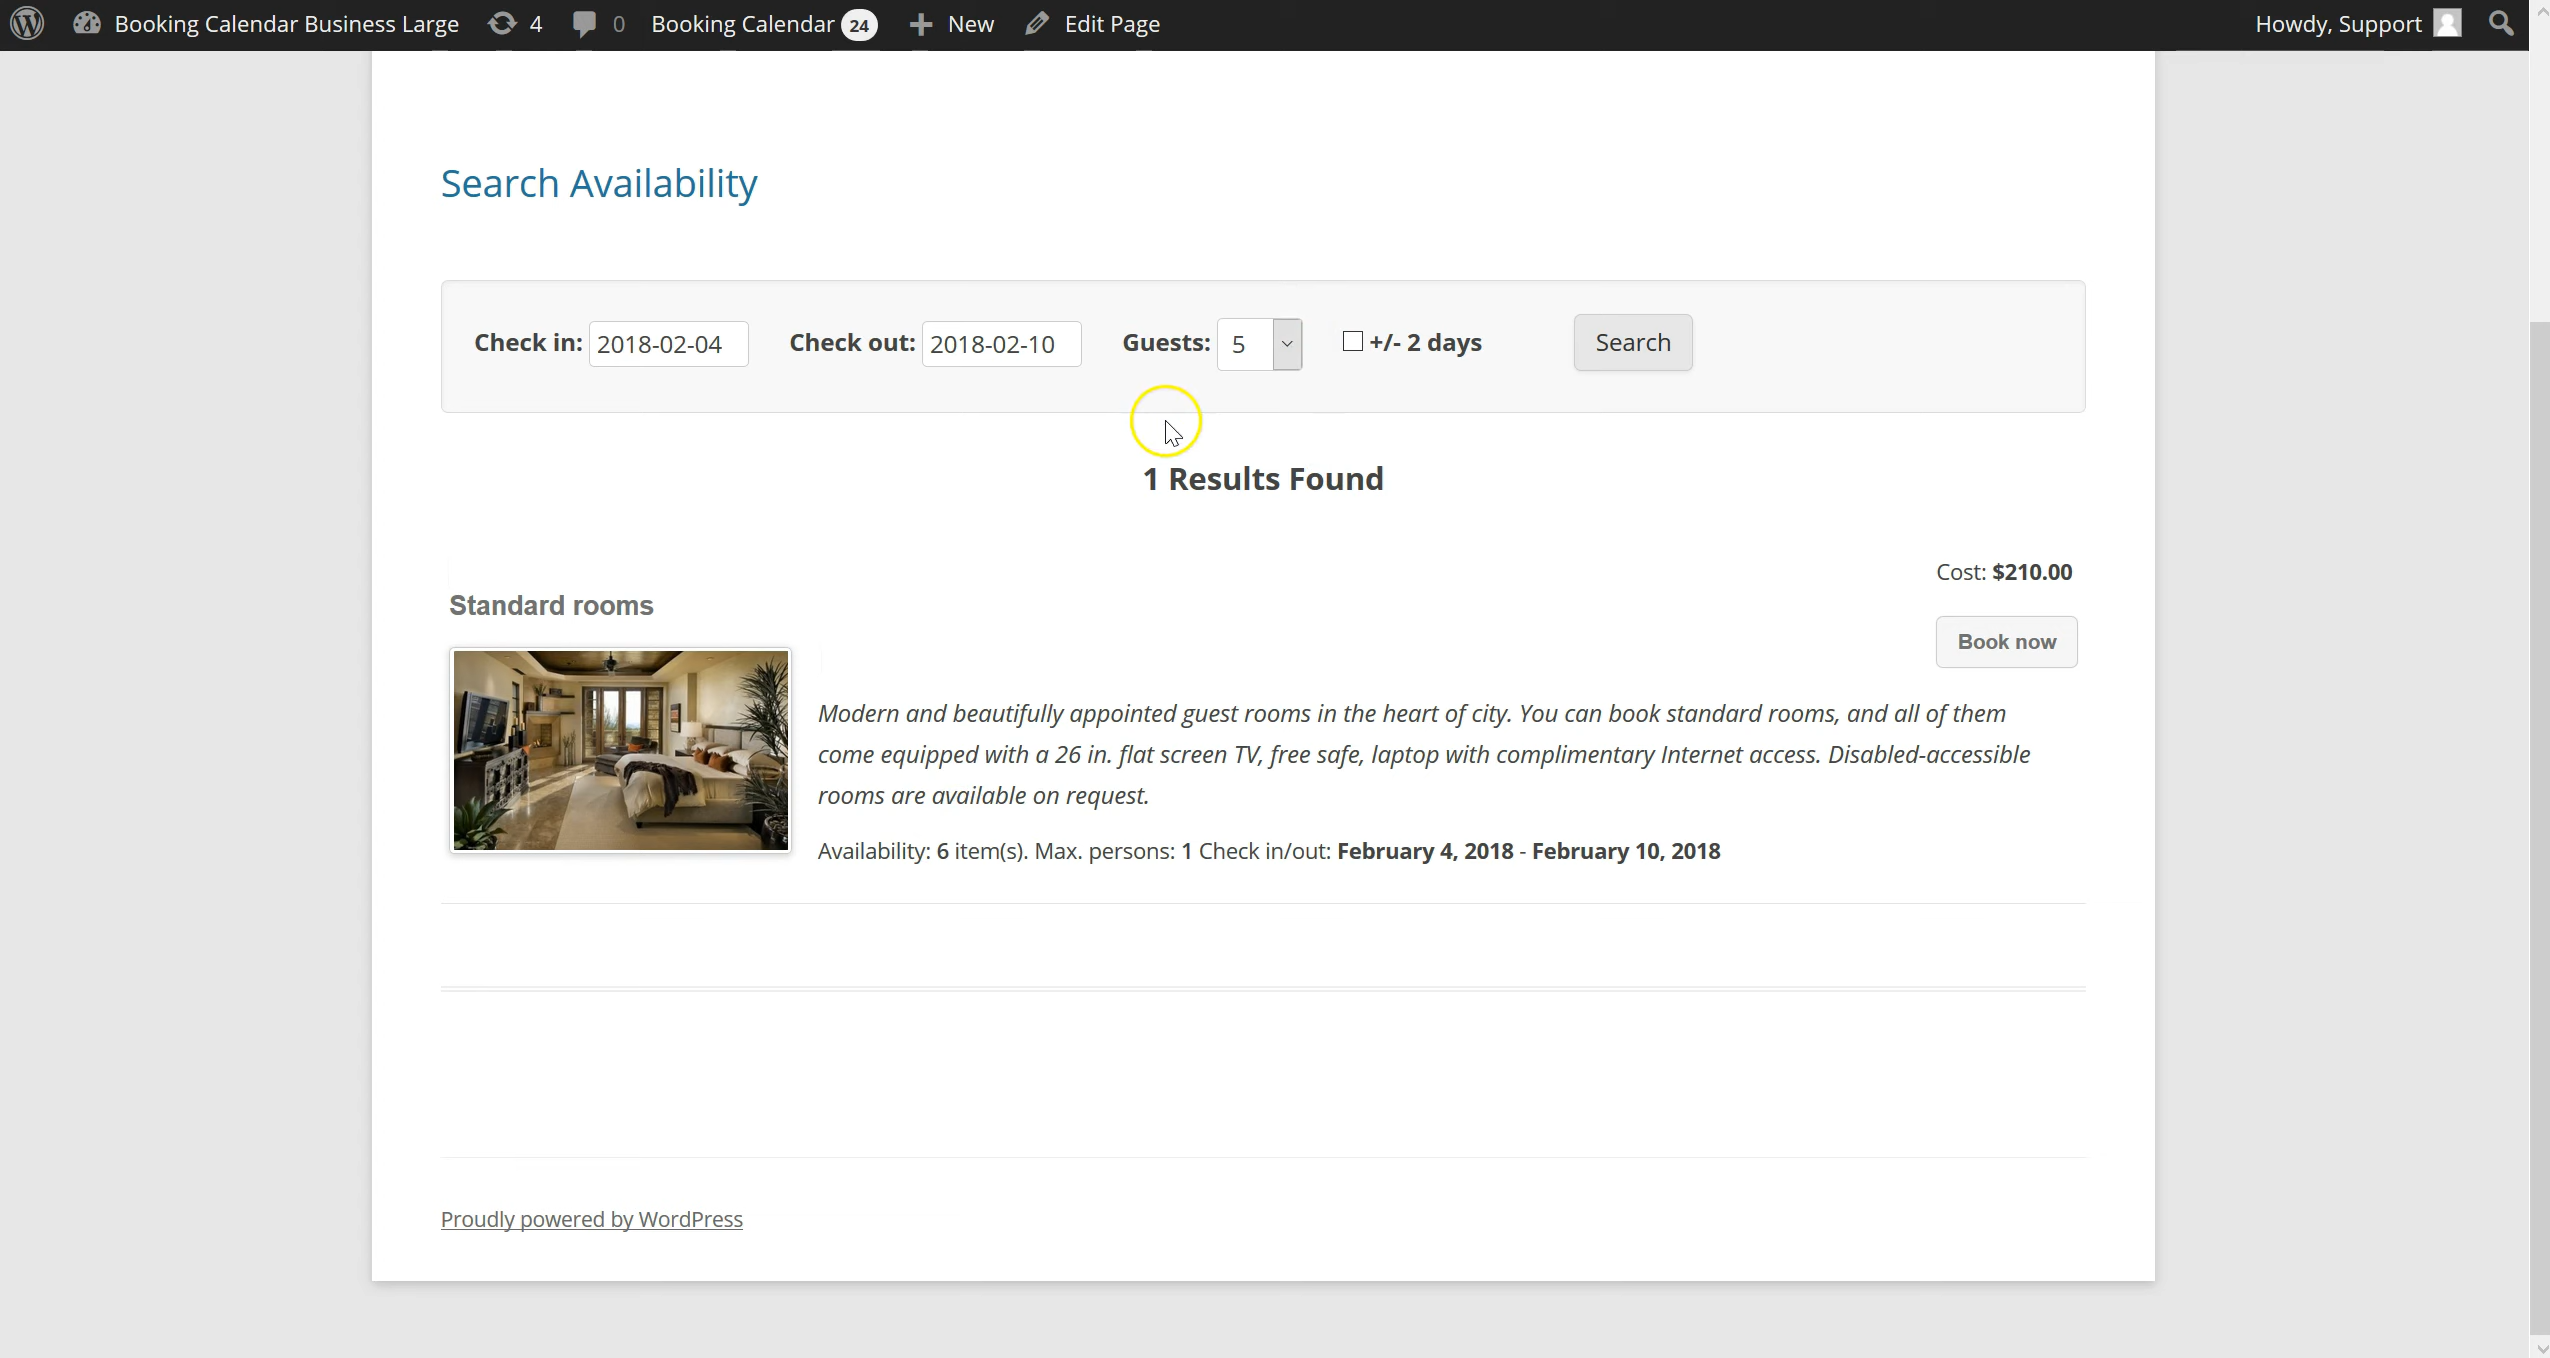 Booking Calendar Business Large 4 0 Booking Calendar 24 New Edit Page Howdy, Support
Search Availability
Check in: 2018-02-04 Check out: 2018-02-10 Guests: 5 +/- 2 days Search
1 Results Found
Cost: $210.00
Standard rooms
Book now
Modern and beautifully appointed guest rooms in the heart of city. You can book standard rooms, and all of them
come equipped with a 26 in. flat screen TV, free safe, laptop with complimentary Internet access. Disabled-accessible
rooms are available on request.
Availability: 6 item(s). Max. persons: 1 Check in/out: February 4, 2018 - February 10, 2018
Proudly powered by WordPress